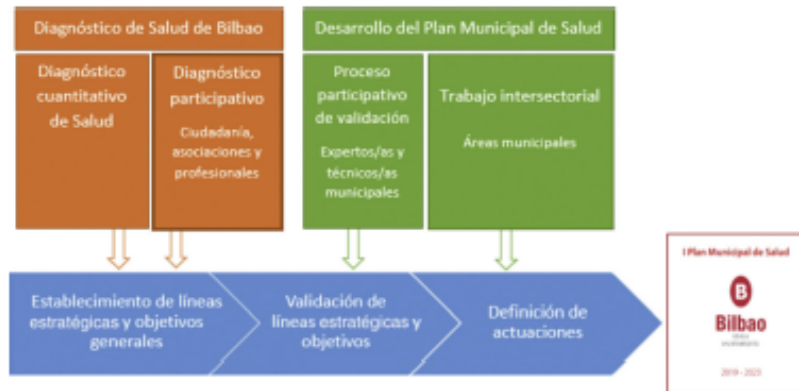 Diagnóstico de Salud de Bilbao
Diagnóstico
cuantitativo
de Salud
Diagnóstico
participativo
Ciudadanía,
asociaciones y
profesionales
Desarrollo del Plan Municipal de Salud
Proceso
participativo
de validación
Expertos/as y
técnicos/as
municipales
Trabajo intersectorial
Áreas municipales
Establecimiento de líneas
estratégicas y objetivos
generales
Validación de
líneas estratégicas y
objetivos
Definición de
actuaciones
I Plan Municipal de Salud
B
Bilbao
2019 - 2023